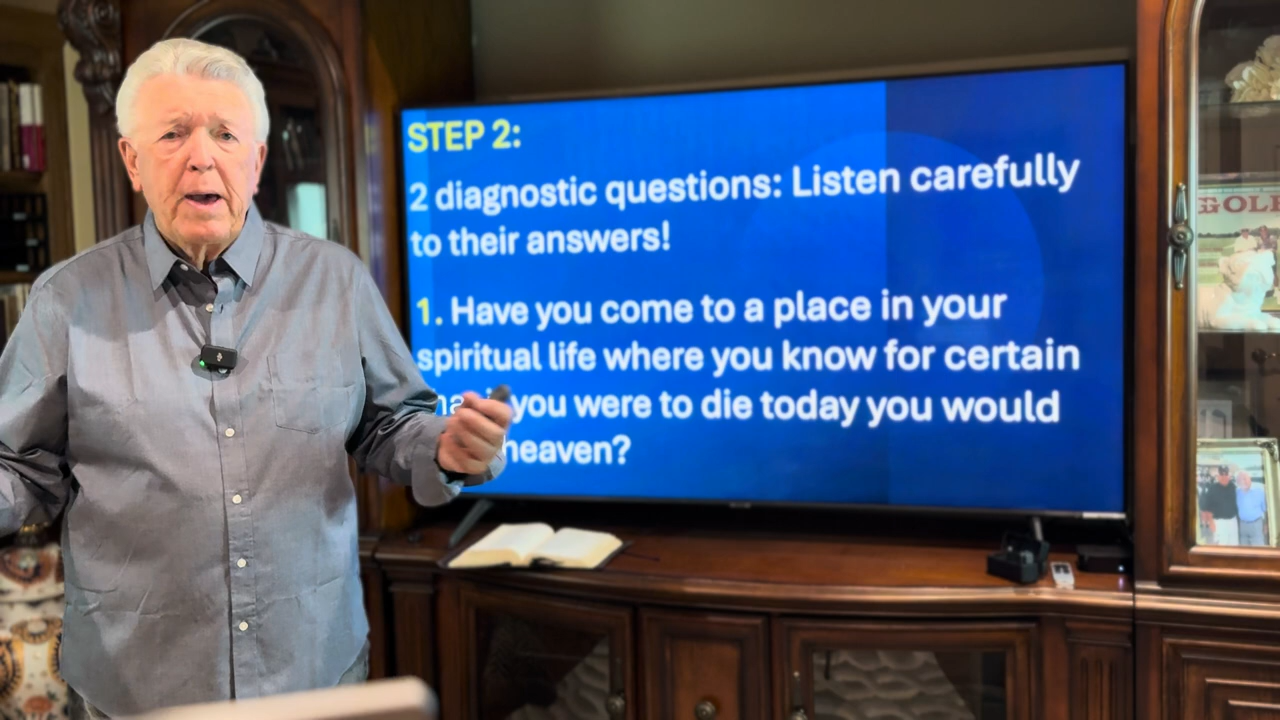 STEP 2:
2 diagnostic questions: Listen carefully
to their answers!
1. Have you come to a place in your
spiritual life where you know for certain
you were to die today you would
heaven?
GOLF